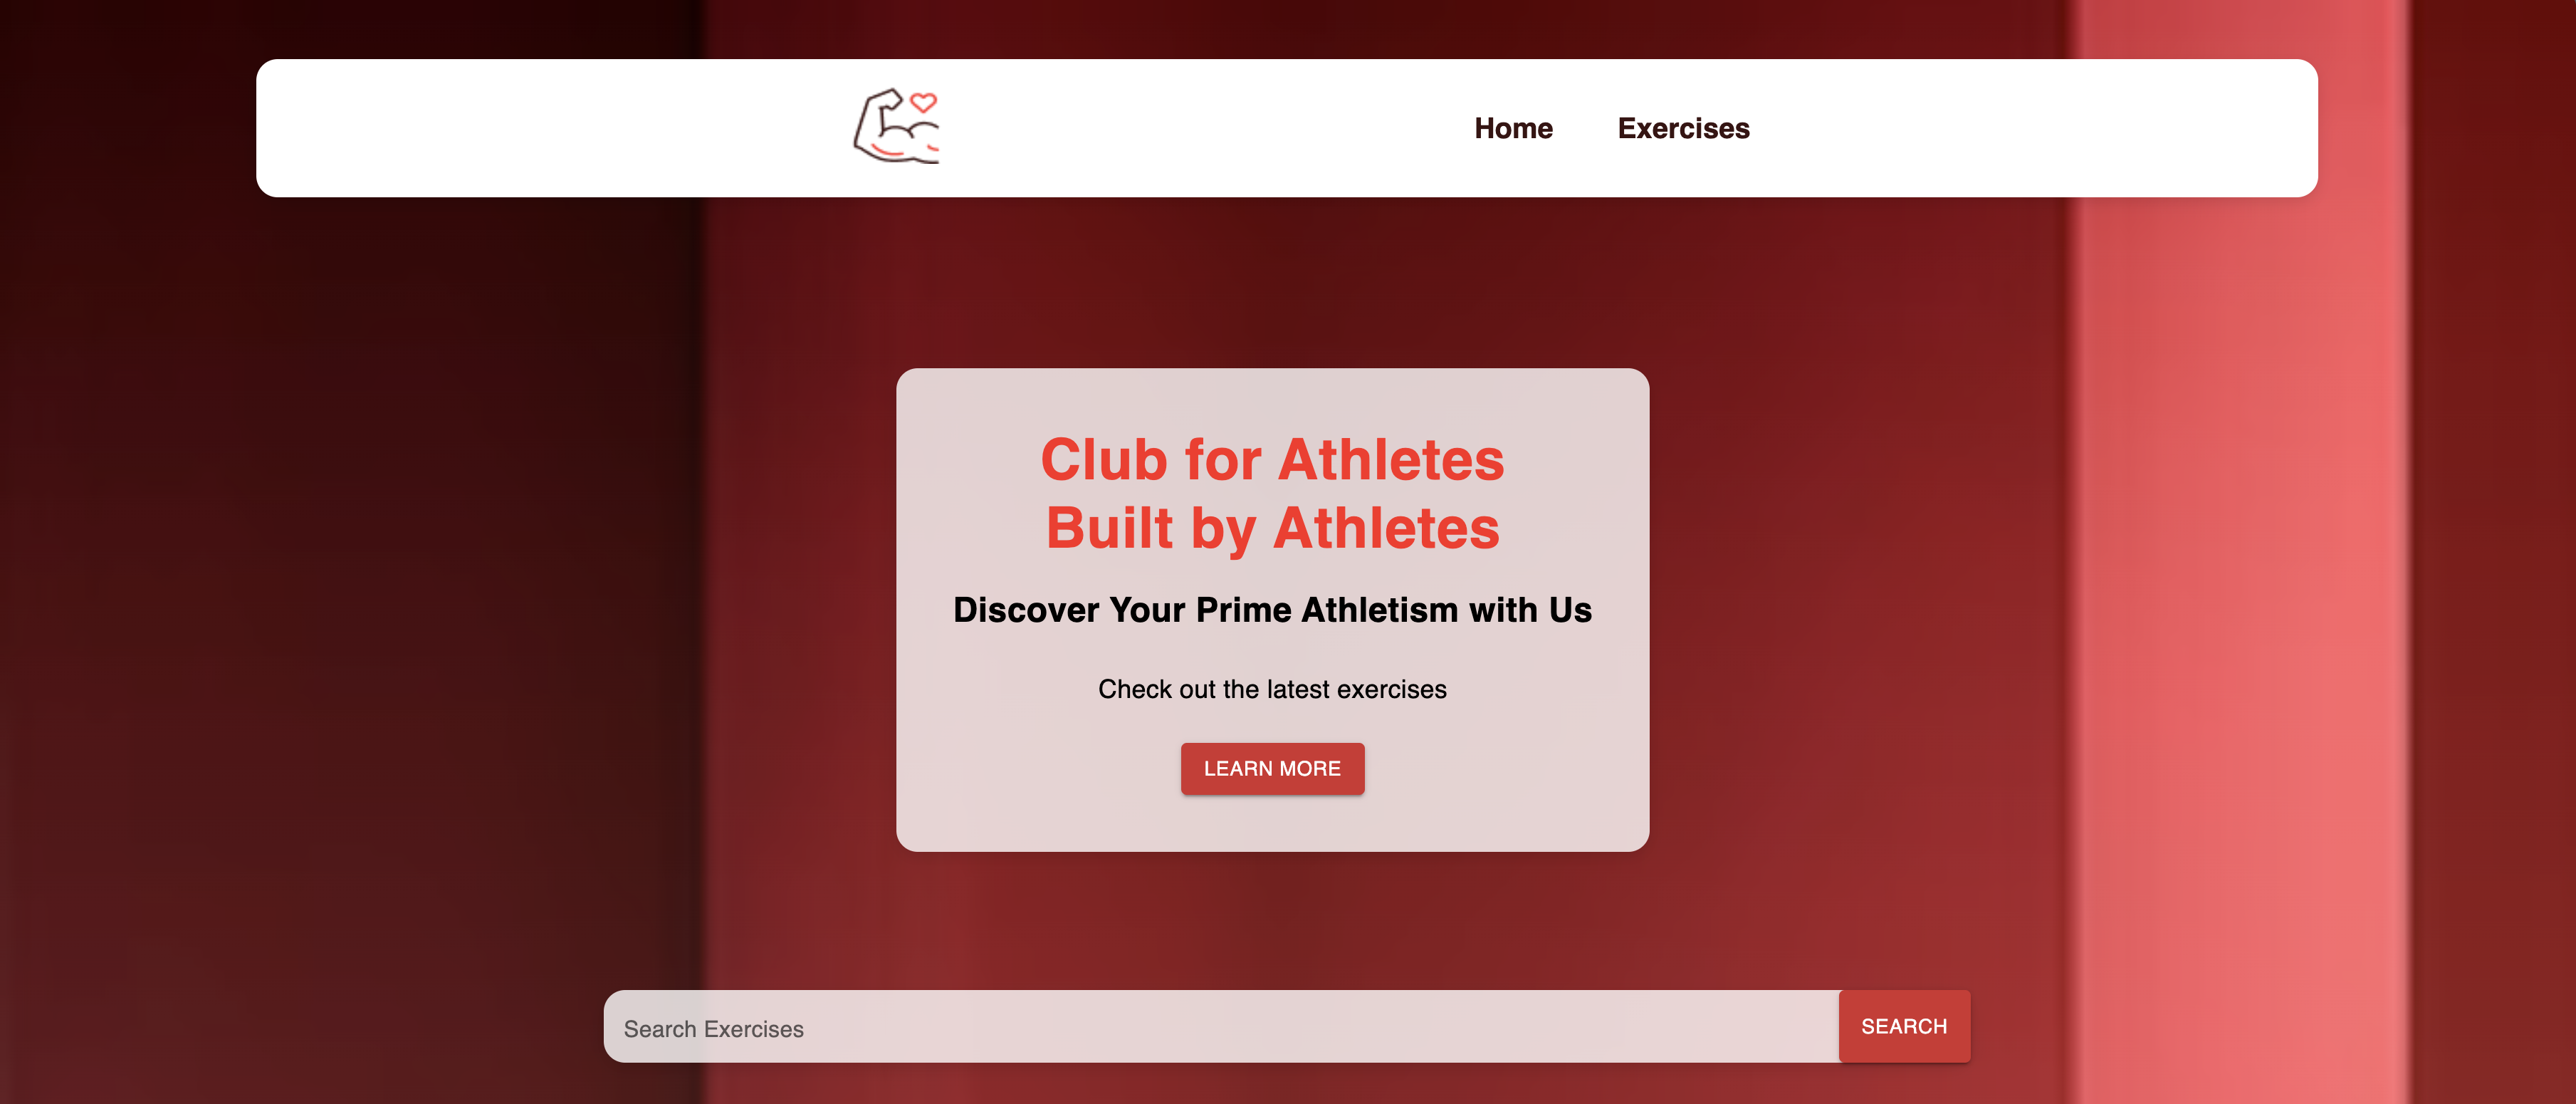 Home Exercises
Club for Athletes
Built by Athletes
Discover Your Prime Athletism with Us
Check out the latest exercises
LEARN MORE
Search Exercises SEARCH